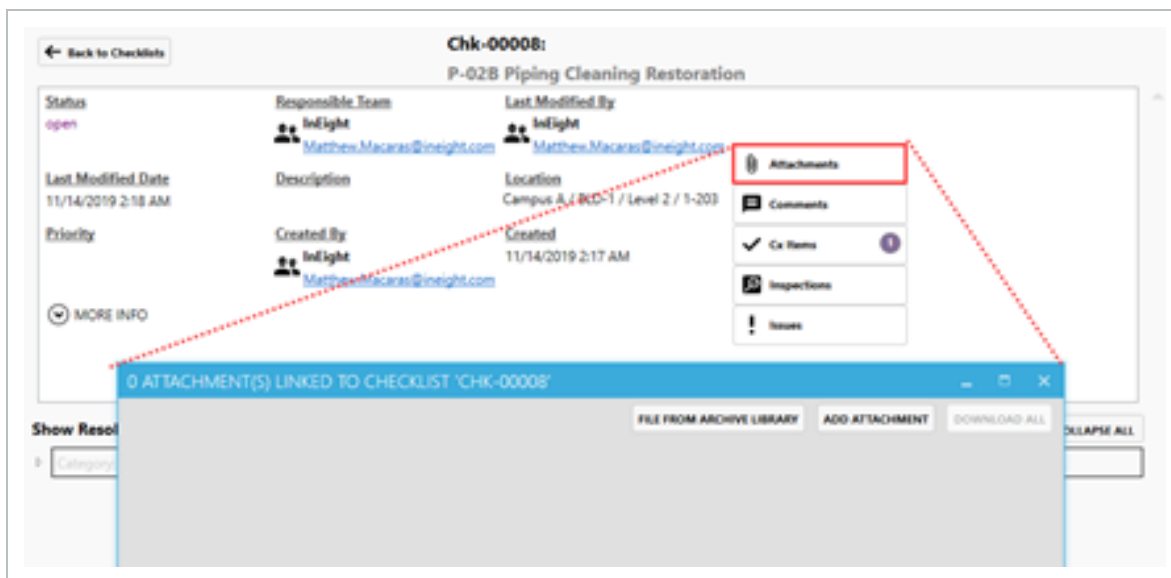 Back to Checklists
Chk-00008:
P-02B Piping Cleaning Restoration
Status
open
Responsible Team
InEight
Matthew.Macaras@ineight.com
Last Modified By
InEight
Matthew.Macaras@ineight.com
Last Modified Date
11/14/2019 2:18 AM
Description
Location
Campus A / BLD-1 / Level 2 / 1-203
Priority
Created By
InEight
Matthew.Macaras@ineight.com
Created
11/14/2019 2:17 AM
MORE INFO
Attachments
Comments
Cx Items
1
Inspections
Issues
0 ATTACHMENT(S) LINKED TO CHECKLIST 'CHK-00008'
FILE FROM ARCHIVE LIBRARY
ADD ATTACHMENT
DOWNLOAD ALL
Show Resol
OLLAPSE ALL
Category